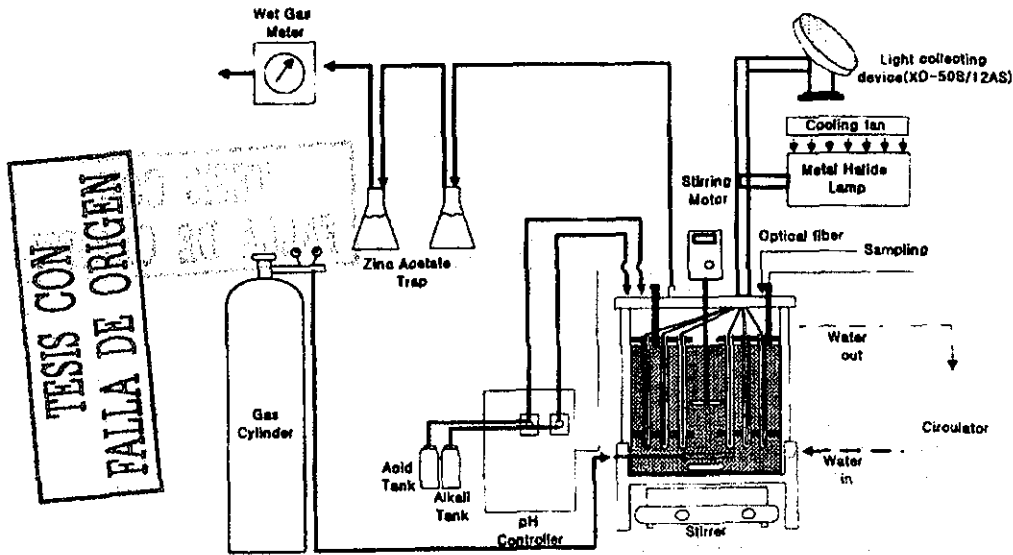 Wet Gas
Meter
Light collecting
device(XD-50S/12AS)
Cooling fan
Metal Halide
Lamp
Stirring
Motor
Optical fiber
Sampling
Zinc Acetate
Trap
TESIS CON
FALLA DE ORIGEN
Gas
Cylinder
Water
out
Circulator
Water
in
Acid
Tank
Alkali
Tank
pH
Controller
Stirrer